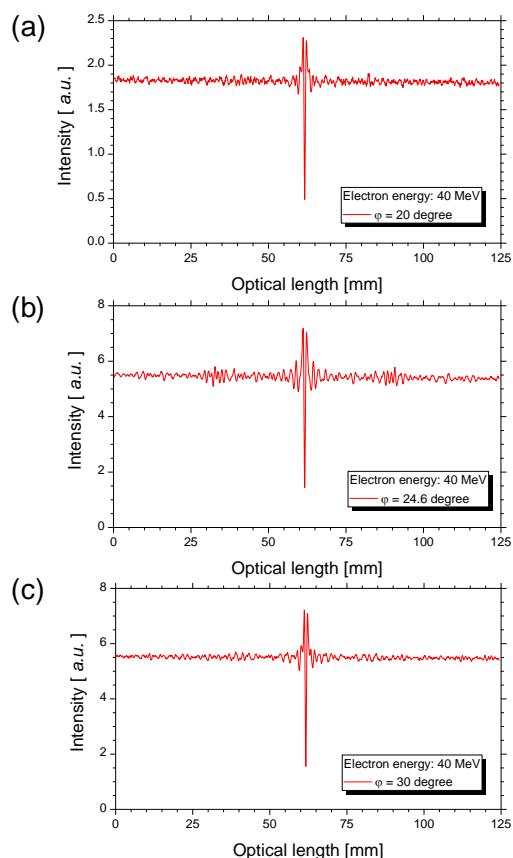 (a)
2.5
2.0
1.5
1.0
0.5
0.0
Intensity [ a.u. ]
Electron energy: 40 MeV
φ = 20 degree
0 25 50 75 100 125
Optical length [mm]
(b)
8
6
4
2
0
Intensity [ a.u. ]
Electron energy: 40 MeV
φ = 24.6 degree
0 25 50 75 100 125
Optical length [mm]
(c)
8
6
4
2
0
Intensity [ a.u. ]
Electron energy: 40 MeV
φ = 30 degree
0 25 50 75 100 125
Optical length [mm]